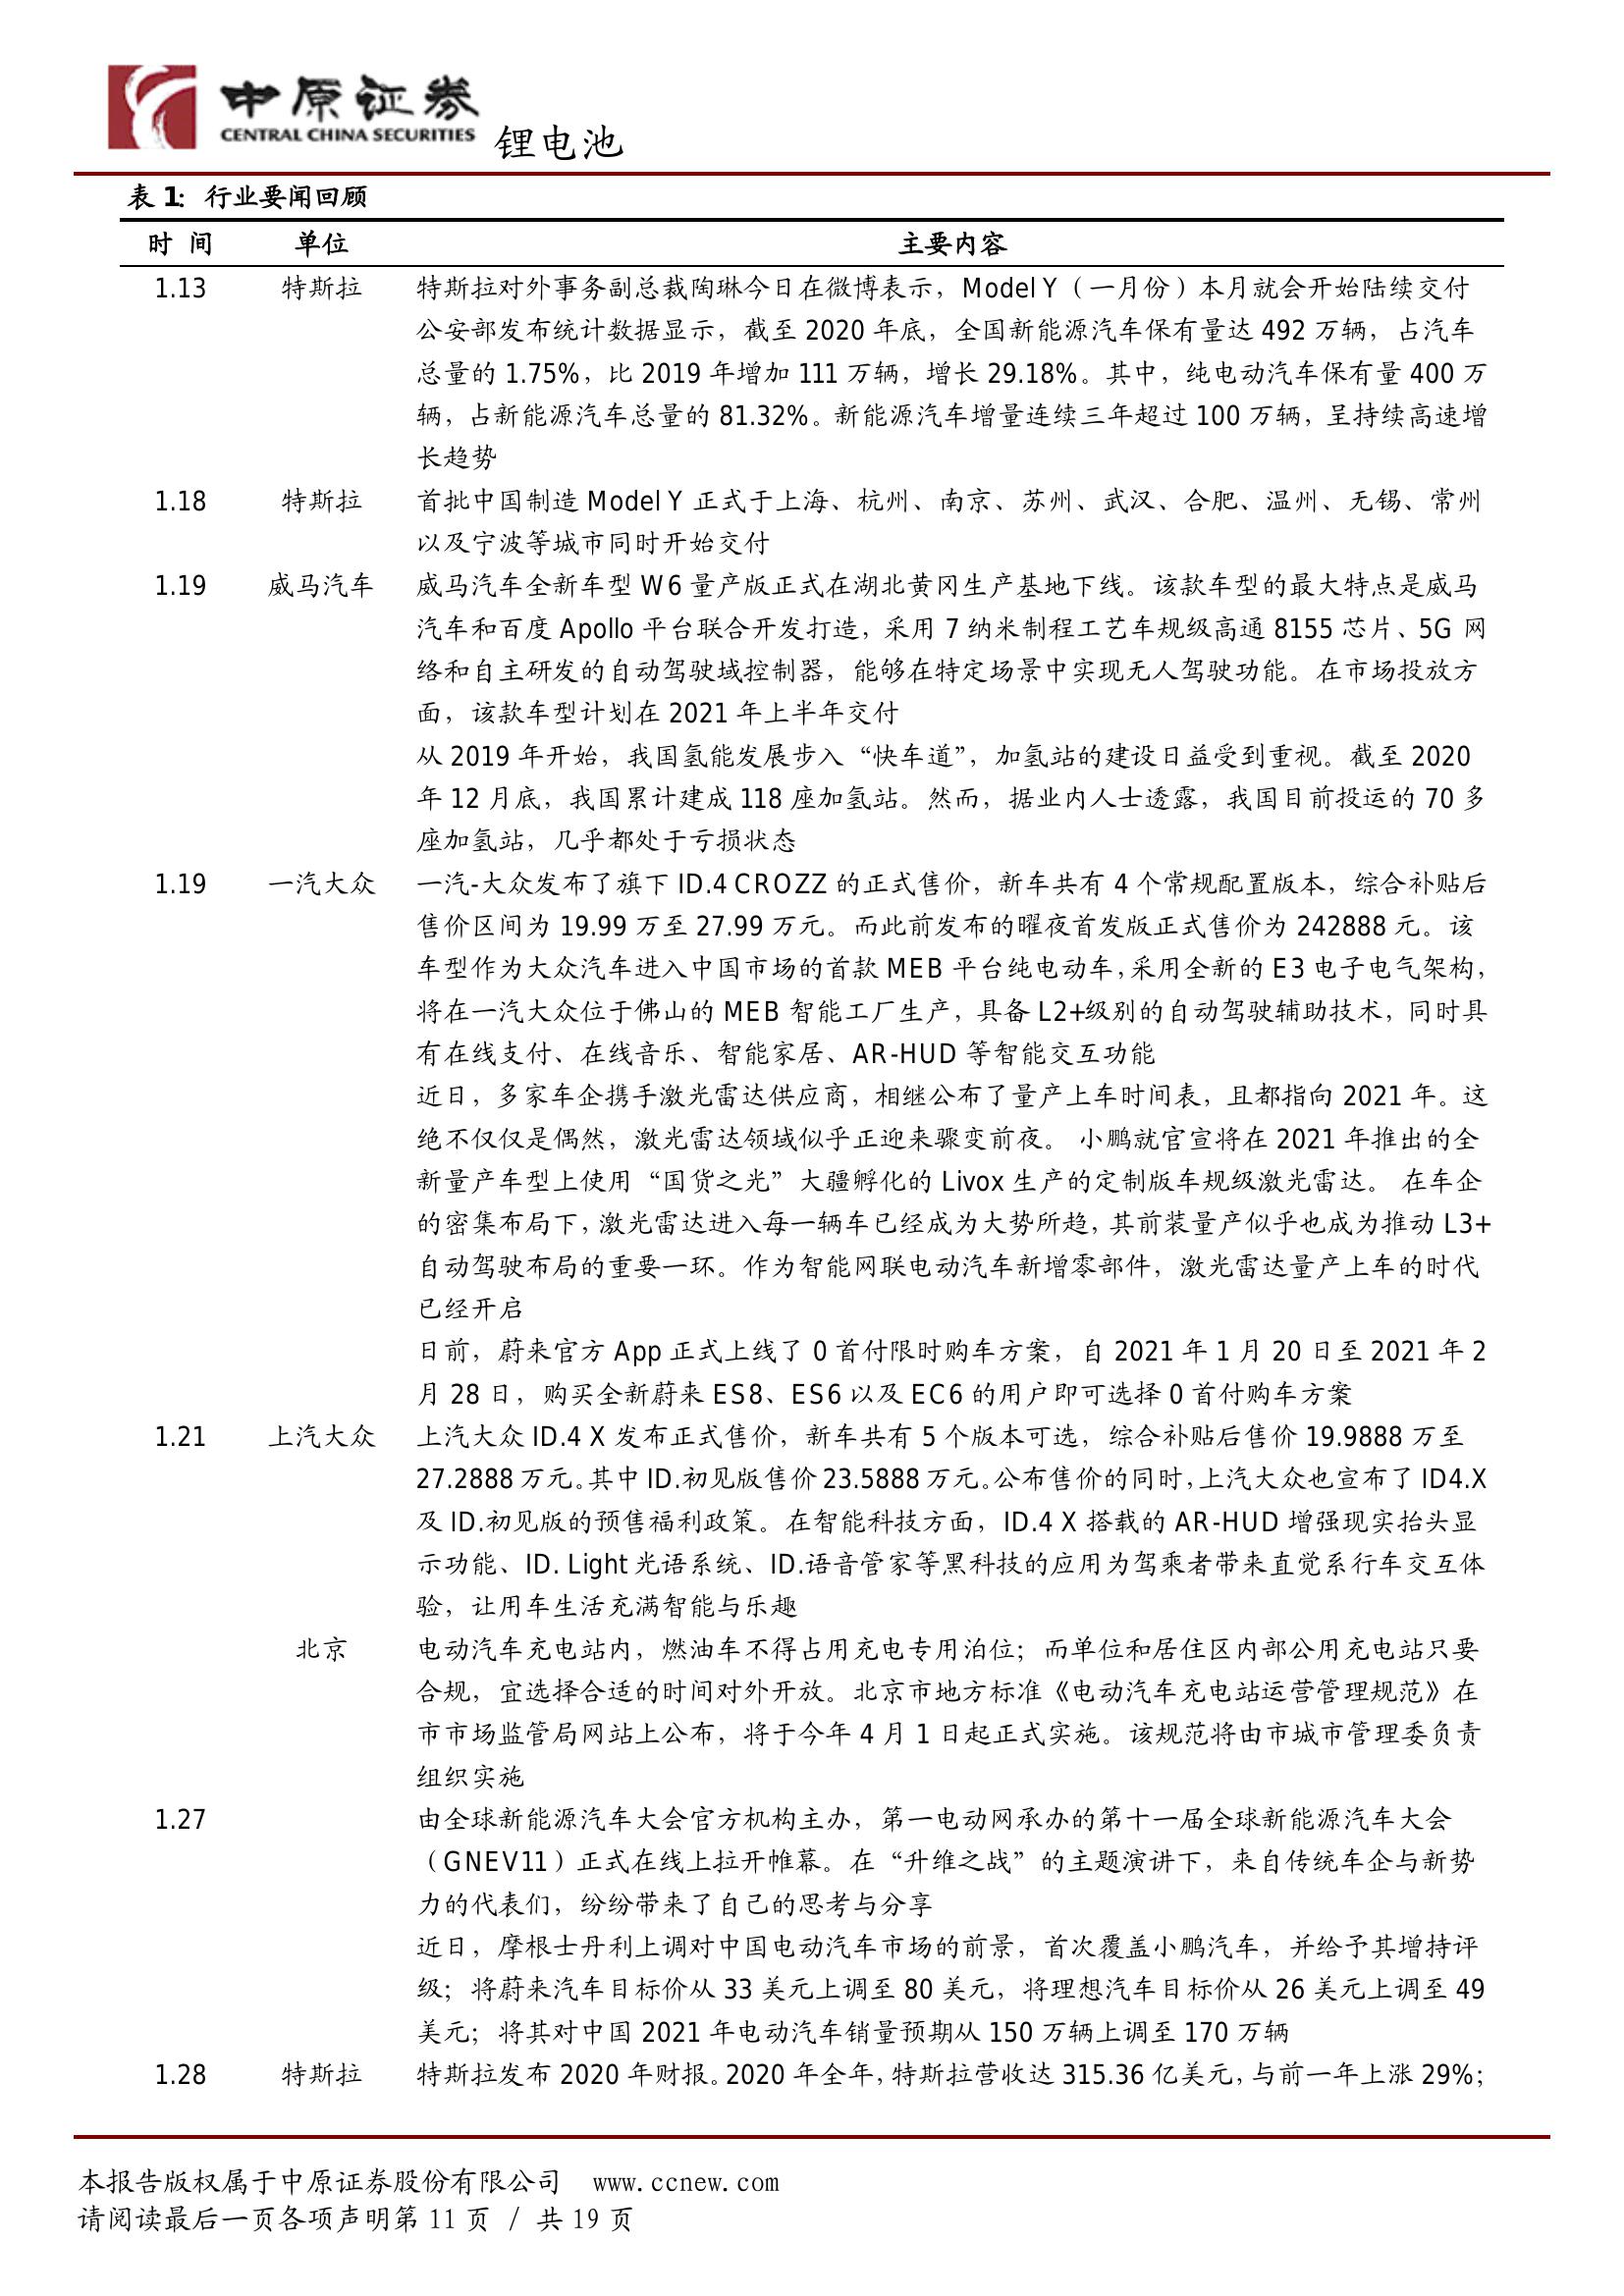 中原证券
CENTRAL CHINA SECURITIES
锂电池
表 1：行业要闻回顾
时 间 单位 主要内容
1.13 特斯拉 特斯拉对外事务副总裁陶琳今日在微博表示，Model Y（一月份）本月就会开始陆续交付
公安部发布统计数据显示，截至 2020 年底，全国新能源汽车保有量达 492 万辆，占汽车
总量的 1.75%，比 2019 年增加 111 万辆，增长 29.18%。其中，纯电动汽车保有量 400 万
辆，占新能源汽车总量的 81.32%。新能源汽车增量连续三年超过 100 万辆，呈持续高速增
长趋势
1.18 特斯拉 首批中国制造 Model Y 正式于上海、杭州、南京、苏州、武汉、合肥、温州、无锡、常州
以及宁波等城市同时开始交付
1.19 威马汽车 威马汽车全新车型 W6 量产版正式在湖北黄冈生产基地下线。该款车型的最大特点是威马
汽车和百度 Apollo 平台联合开发打造，采用 7 纳米制程工艺车规级高通 8155 芯片、5G 网
络和自主研发的自动驾驶域控制器，能够在特定场景中实现无人驾驶功能。在市场投放方
面，该款车型计划在 2021 年上半年交付
从 2019 年开始，我国氢能发展步入“快车道”，加氢站的建设日益受到重视。截至 2020
年 12 月底，我国累计建成 118 座加氢站。然而，据业内人士透露，我国目前投运的 70 多
座加氢站，几乎都处于亏损状态
1.19 一汽大众 一汽-大众发布了旗下 ID.4 CROZZ 的正式售价，新车共有 4 个常规配置版本，综合补贴后
售价区间为 19.99 万至 27.99 万元。而此前发布的曜夜首发版正式售价为 242888 元。该
车型作为大众汽车进入中国市场的首款 MEB 平台纯电动车，采用全新的 E3 电子电气架构，
将在一汽大众位于佛山的 MEB 智能工厂生产，具备 L2+级别的自动驾驶辅助技术，同时具
有在线支付、在线音乐、智能家居、AR-HUD 等智能交互功能
近日，多家车企携手激光雷达供应商，相继公布了量产上车时间表，且都指向 2021 年。这
绝不仅仅是偶然，激光雷达领域似乎正迎来骤变前夜。 小鹏就官宣将在 2021 年推出的全
新量产车型上使用“国货之光”大疆孵化的 Livox 生产的定制版车规级激光雷达。 在车企
的密集布局下，激光雷达进入每一辆车已经成为大势所趋，其前装量产似乎也成为推动 L3+
自动驾驶布局的重要一环。作为智能网联电动汽车新增零部件，激光雷达量产上车的时代
已经开启
日前，蔚来官方 App 正式上线了 0 首付限时购车方案，自 2021 年 1 月 20 日至 2021 年 2
月 28 日，购买全新蔚来 ES8、ES6 以及 EC6 的用户即可选择 0 首付购车方案
1.21 上汽大众 上汽大众 ID.4 X 发布正式售价，新车共有 5 个版本可选，综合补贴后售价 19.9888 万至
27.2888 万元。其中 ID.初见版售价 23.5888 万元。公布售价的同时，上汽大众也宣布了 ID4.X
及 ID.初见版的预售福利政策。在智能科技方面，ID.4 X 搭载的 AR-HUD 增强现实抬头显
示功能、ID. Light 光语系统、ID.语音管家等黑科技的应用为驾乘者带来直觉系行车交互体
验，让用车生活充满智能与乐趣
北京 电动汽车充电站内，燃油车不得占用充电专用泊位；而单位和居住区内部公用充电站只要
合规，宜选择合适的时间对外开放。北京市地方标准《电动汽车充电站运营管理规范》在
市市场监管局网站上公布，将于今年 4 月 1 日起正式实施。该规范将由市城市管理委负责
组织实施
1.27 由全球新能源汽车大会官方机构主办，第一电动网承办的第十一届全球新能源汽车大会
（GNEV11）正式在线上拉开帷幕。在“升维之战”的主题演讲下，来自传统车企与新势
力的代表们，纷纷带来了自己的思考与分享
近日，摩根士丹利上调对中国电动汽车市场的前景，首次覆盖小鹏汽车，并给予其增持评
级；将蔚来汽车目标价从 33 美元上调至 80 美元，将理想汽车目标价从 26 美元上调至 49
美元；将其对中国 2021 年电动汽车销量预期从 150 万辆上调至 170 万辆
1.28 特斯拉 特斯拉发布 2020 年财报。2020 年全年，特斯拉营收达 315.36 亿美元，与前一年上涨 29%；
本报告版权属于中原证券股份有限公司 www.ccnew.com
请阅读最后一页各项声明第 11 页 / 共 19 页